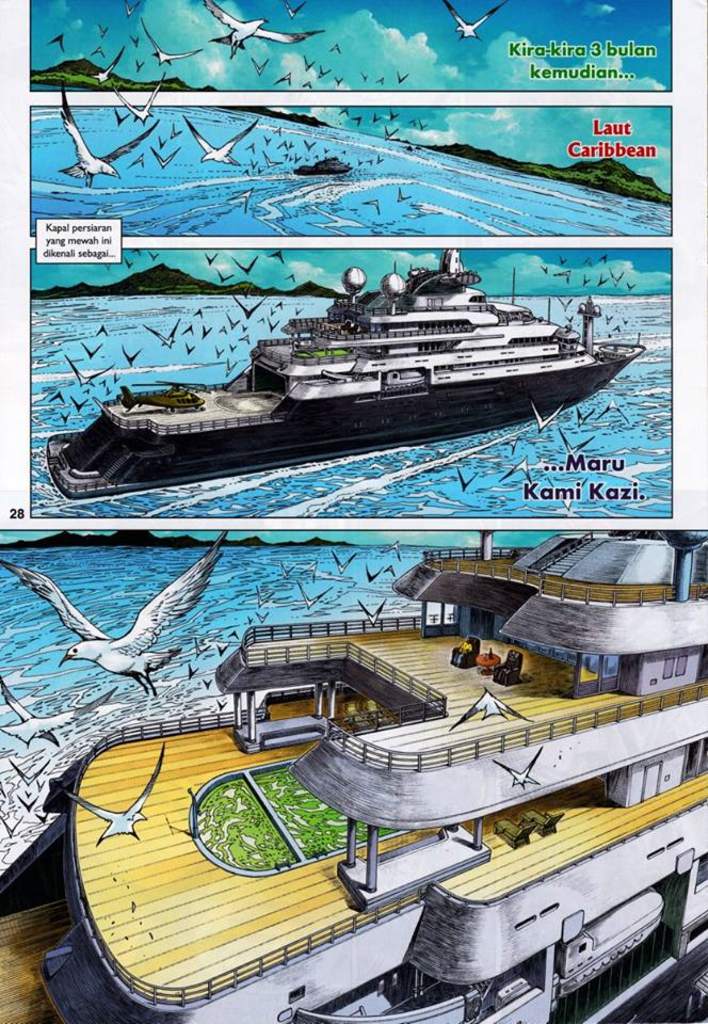 Kira-kira 3 bulan
kemudian...
Laut
Caribbean
Kapal persiaran
yang mewah ini
dikenali sebagai...
...Maru
Kami Kazi.
28